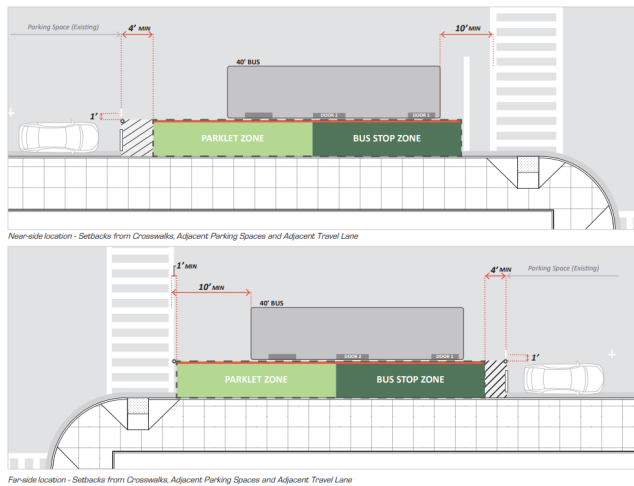 Parking Space (Existing)
4' MIN
10' MIN
40' BUS
1'
DOOR 2
DOOR 1
PARKLET ZONE
BUS STOP ZONE
Near-side location - Setbacks from Crosswalks, Adjacent Parking Spaces and Adjacent Travel Lane
1' MIN
4' MIN
Parking Space (Existing)
10' MIN
40' BUS
1'
DOOR 2
DOOR 1
PARKLET ZONE
BUS STOP ZONE
Far-side location - Setbacks from Crosswalks, Adjacent Parking Spaces and Adjacent Travel Lane